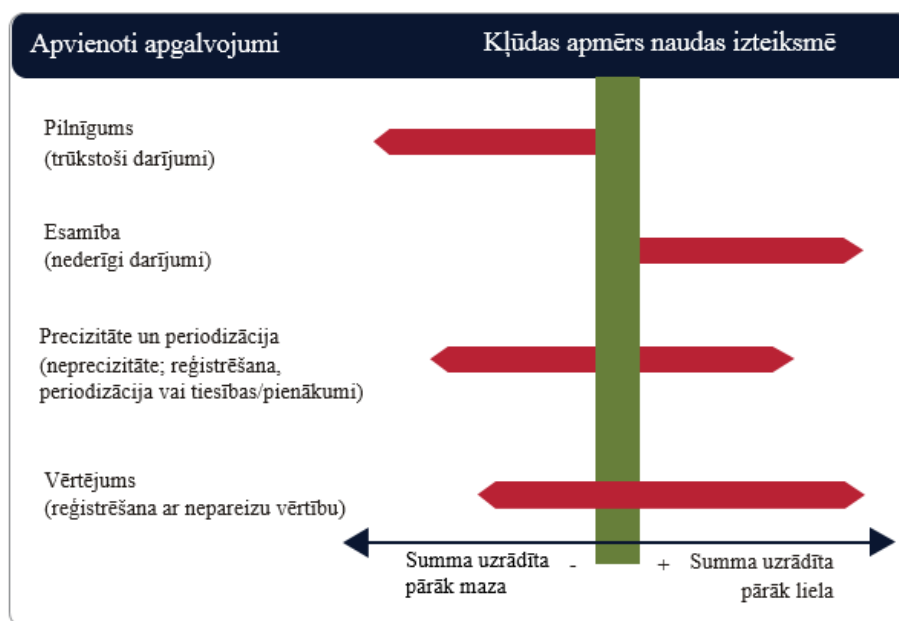 Apvienoti apgalvojumi
Kļūdas apmērs naudas izteiksmē
Pilnīgums
(trūkstoši darījumi)
Esamība
(nederīgi darījumi)
Precizitāte un periodizācija
(neprecizitāte; reģistrēšana,
periodizācija vai tiesības/pienākumi)
Vērtējums
(reģistrēšana ar nepareizu vērtību)
Summa uzrādīta -
pārāk maza
+ Summa uzrādīta
pārāk liela